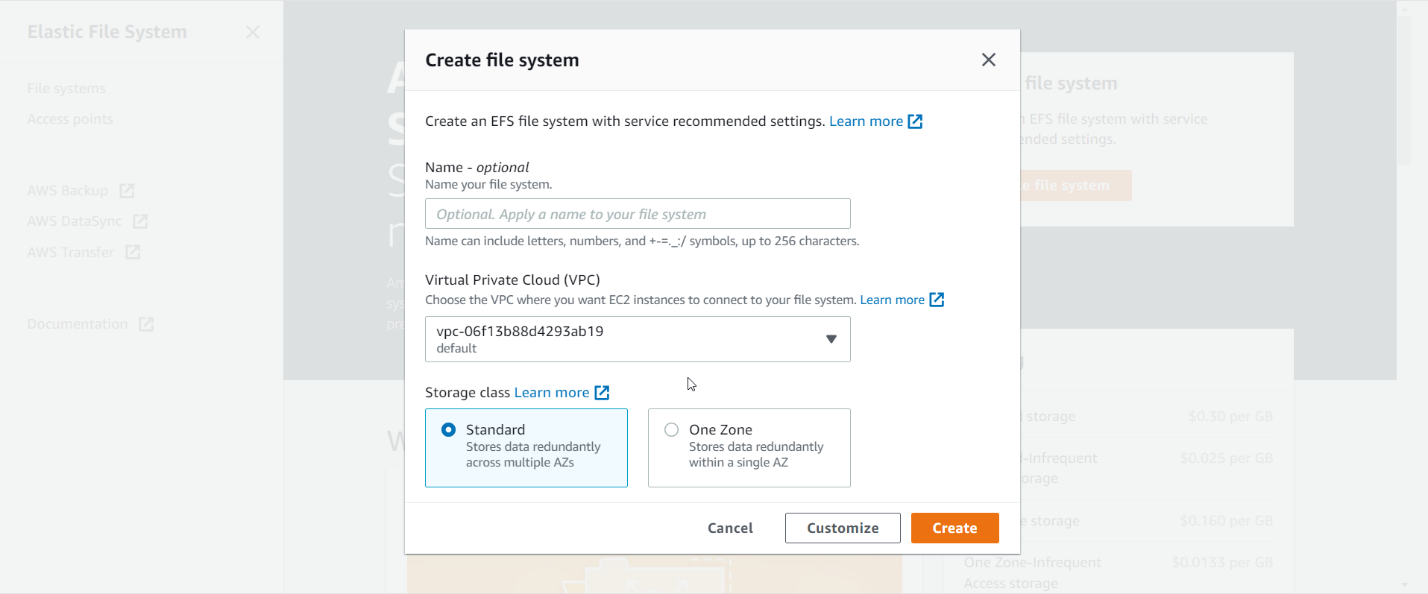 Elastic File System
File systems
Access points
AWS Backup
AWS DataSync
AWS Transfer
Documentation
Create file system
Create an EFS file system with service recommended settings. Learn more
Name - optional
Name your file system.
Optional. Apply a name to your file system
Name can include letters, numbers, and +-=._:/ symbols, up to 256 characters.
Virtual Private Cloud (VPC)
Choose the VPC where you want EC2 instances to connect to your file system. Learn more
vpc-06f13b88d4293ab19
default
Storage class Learn more
Standard
Stores data redundantly
across multiple AZs
One Zone
Stores data redundantly
within a single AZ
Cancel
Customize
Create
file system
EFS file system with service
settings.
file system
storage
$0.30 per GB
-Infrequent
$0.025 per GB
storage
$0.160 per GB
One Zone-Infrequent
Access storage
$0.0133 per GB